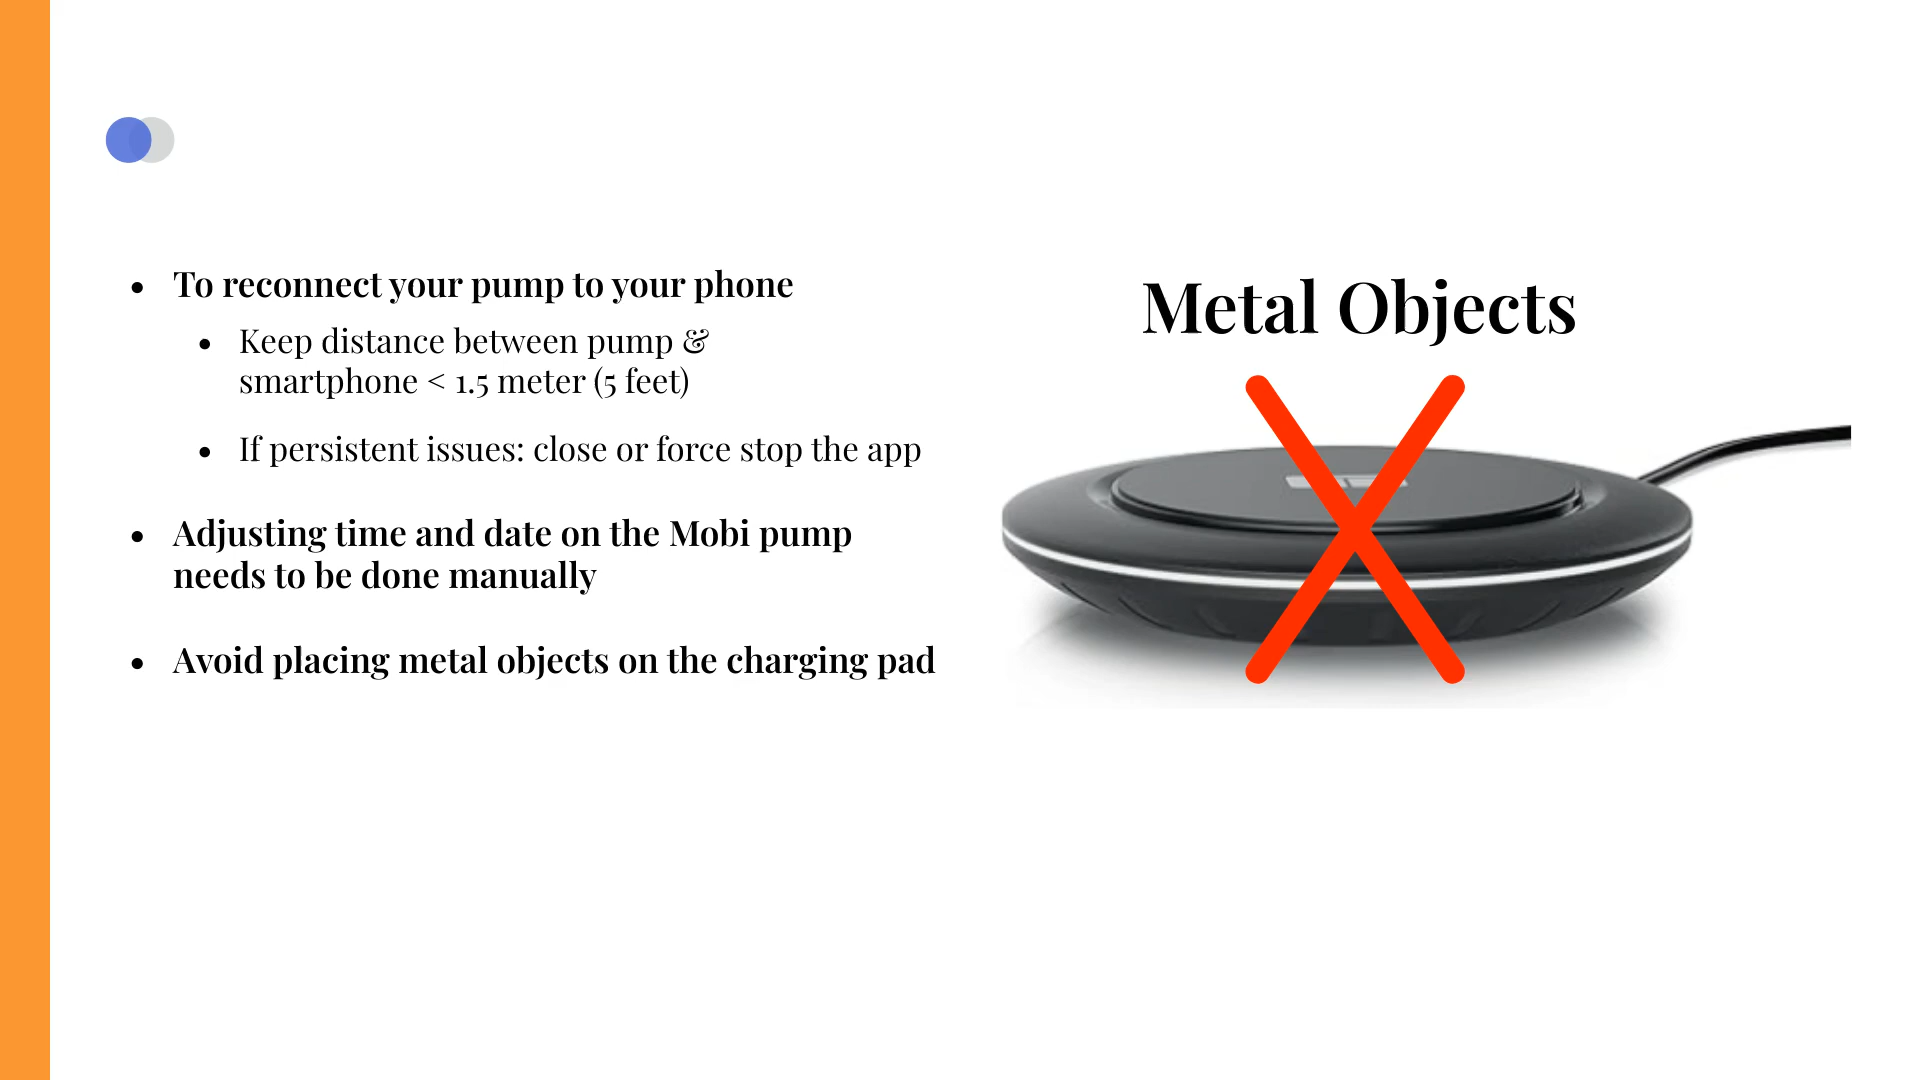 • To reconnect your pump to your phone
• Keep distance between pump &
smartphone < 1.5 meter (5 feet)
• If persistent issues: close or force stop the app
• Adjusting time and date on the Mobi pump
needs to be done manually
• Avoid placing metal objects on the charging pad
Metal Objects